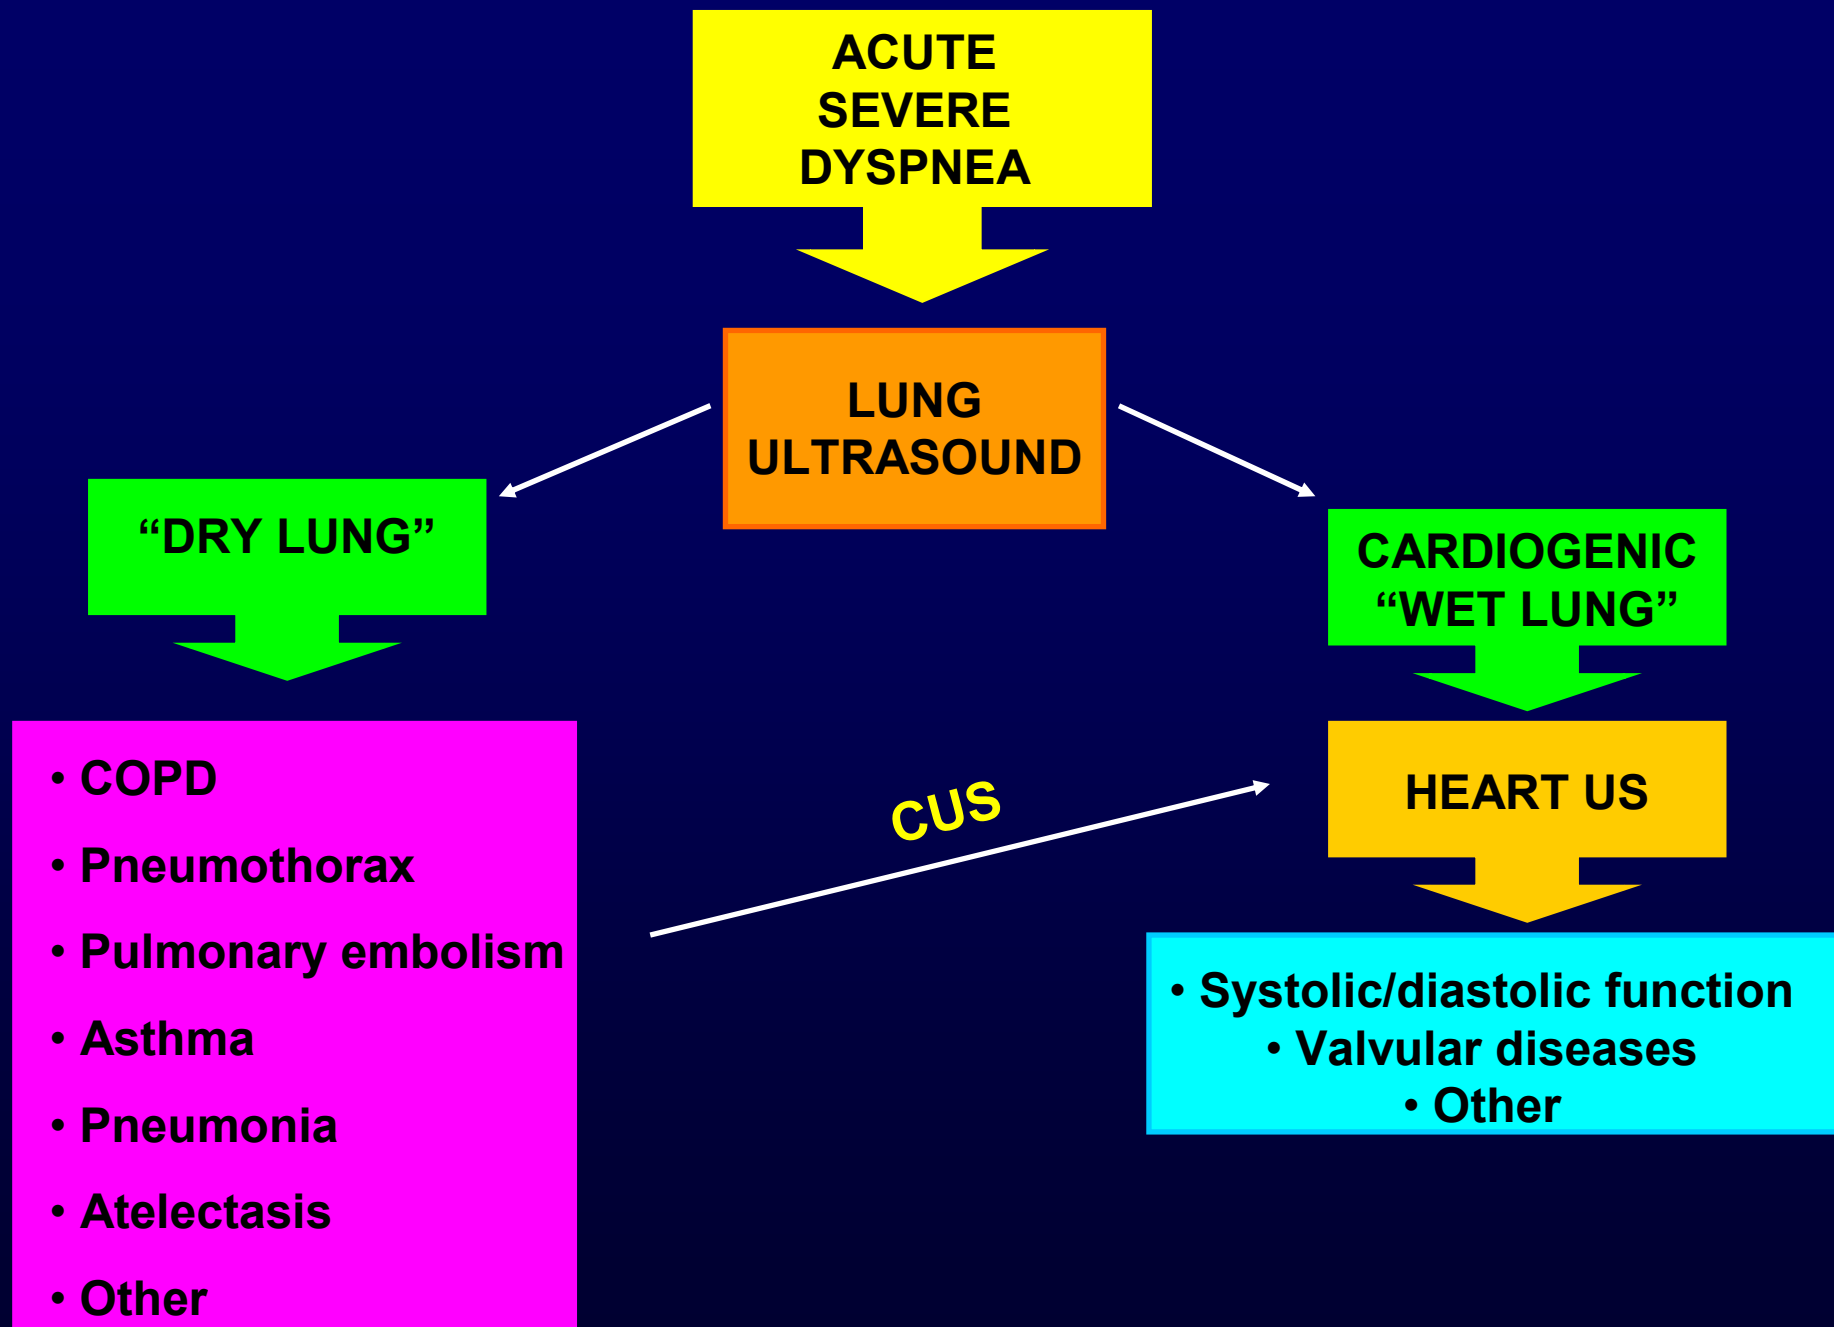 ACUTE
SEVERE
DYSPNEA
LUNG
ULTRASOUND
“DRY LUNG”
CARDIOGENIC
“WET LUNG”
• COPD
• Pneumothorax
• Pulmonary embolism
• Asthma
• Pneumonia
• Atelectasis
• Other
CUS
HEART US
• Systolic/diastolic function
• Valvular diseases
• Other